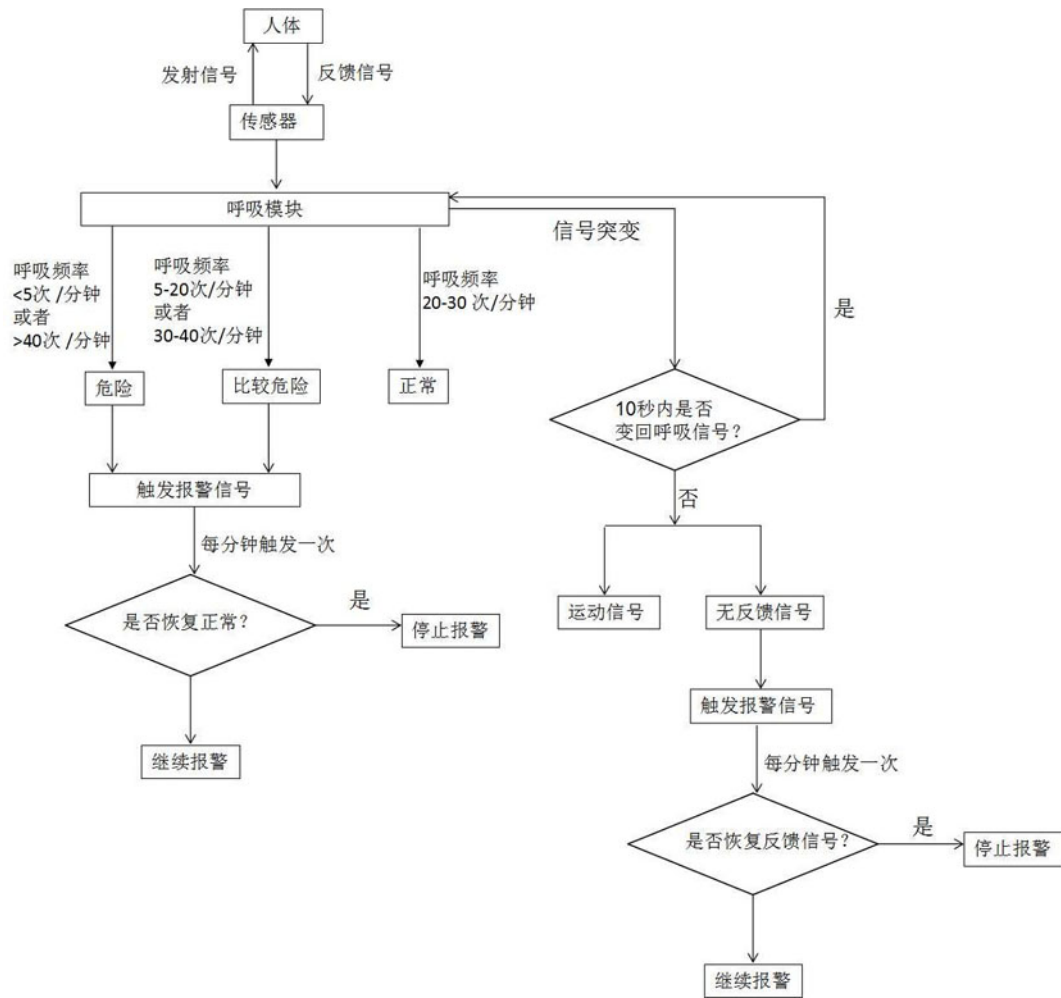 人体
发射信号
反馈信号
传感器
呼吸模块
信号突变
呼吸频率
<5次 /分钟
或者
>40次 /分钟
呼吸频率
5-20次/分钟
或者
30-40次/分钟
呼吸频率
20-30 次/分钟
是
危险
比较危险
正常
10秒内是否
变回呼吸信号？
触发报警信号
否
每分钟触发一次
运动信号
无反馈信号
是否恢复正常？
是
停止报警
触发报警信号
继续报警
每分钟触发一次
是否恢复反馈信号？
是
停止报警
继续报警